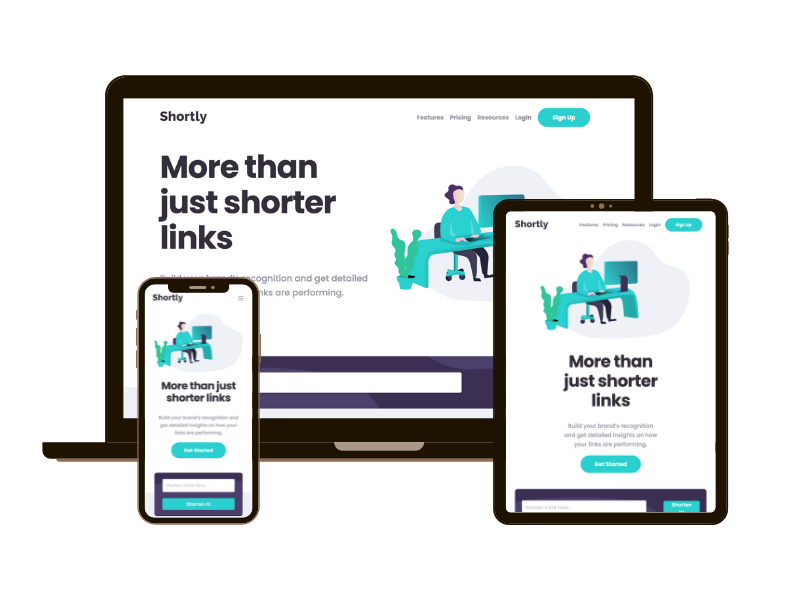 Shortly
Features Pricing Resources Login Sign Up
More than
just shorter
links
Build your brand's recognition and get detailed
links are performing.
Shortly
More than just
shorter links
Build your brand's recognition and
get detailed insights on how your
links are performing.
Get Started
Shorten a link here...
Shorten It!
Shortly
Features Pricing Resources Login Sign Up
More than
just shorter
links
Build your brand's recognition
and get detailed insights on how
your links are performing.
Get Started
Shorten a link here...
Shorten